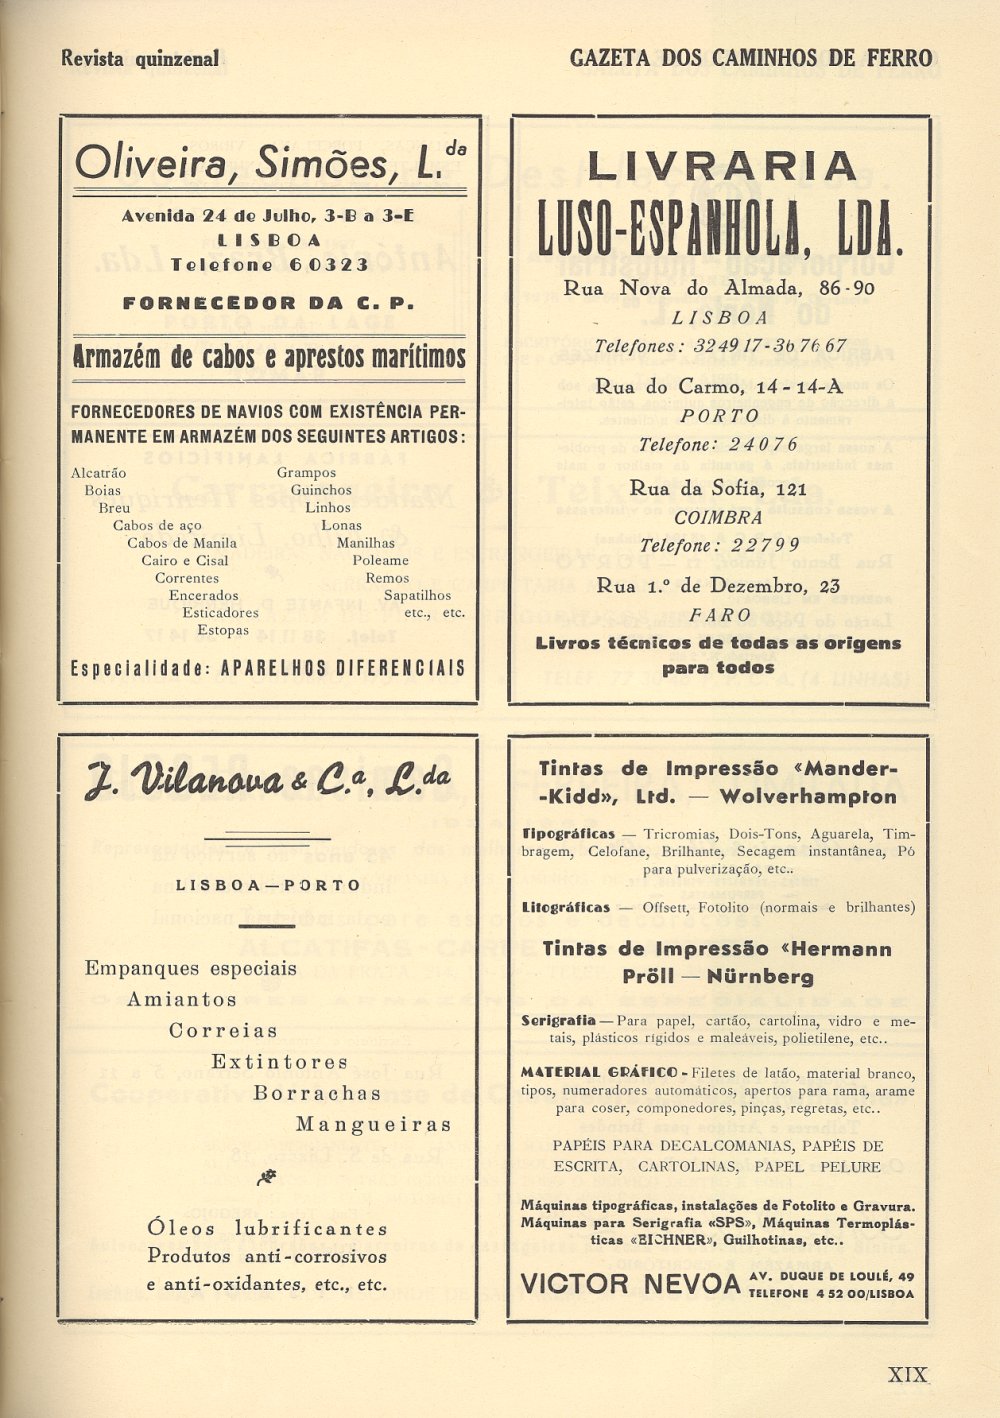 Revista quinzenal
GAZETA DOS CAMINHOS DE FERRO
Oliveira, Simões, L.da
Avenida 24 de Julho, 3-B a 3-E
LISBOA
Telefone 60323
FORNECEDOR DA C. P.
Armazém de cabos e aprestos marítimos
FORNECEDORES DE NAVIOS COM EXISTÊNCIA PER-
MANENTE EM ARMAZÉM DOS SEGUINTES ARTIGOS:
Alcatrão
Boias
Breu
Cabos de aço
Cabos de Manila
Cairo e Cisal
Correntes
Encerados
Esticadores
Estopas
Grampos
Guinchos
Linhos
Lonas
Manilhas
Poleame
Remos
Sapatilhos
etc., etc.
Especialidade: APARELHOS DIFERENCIAIS
LIVRARIA
LUSO-ESPANHOLA, LDA.
Rua Nova do Almada, 86-90
LISBOA
Telefones: 32 49 17 - 36 76 67
Rua do Carmo, 14-14-A
PORTO
Telefone: 24076
Rua da Sofia, 121
COIMBRA
Telefone: 22799
Rua 1.º de Dezembro, 23
FARO
Livros técnicos de todas as origens
para todos
J. Vilanova & C.a, L.da
LISBOA—PORTO
Empanques especiais
Amiantos
Correias
Extintores
Borrachas
Mangueiras
Óleos lubrificantes
Produtos anti-corrosivos
e anti-oxidantes, etc., etc.
Tintas de Impressão «Mander-
-Kidd», Ltd. — Wolverhampton
Tipográficas — Tricromias, Dois-Tons, Aguarela, Tim-
bragem, Celofane, Brilhante, Secagem instantânea, Pó
para pulverização, etc..
Litográficas — Offsett, Fotolito (normais e brilhantes)
Tintas de Impressão «Hermann
Pröll — Nürnberg
Serigrafia — Para papel, cartão, cartolina, vidro e me-
tais, plásticos rígidos e maleáveis, polietilene, etc..
MATERIAL GRÁFICO - Filetes de latão, material branco,
tipos, numeradores automáticos, apertos para rama, arame
para coser, componedores, pinças, regretas, etc..
PAPÉIS PARA DECALCOMANIAS, PAPÉIS DE
ESCRITA, CARTOLINAS, PAPEL PELURE
Máquinas tipográficas, instalações de Fotolito e Gravura.
Máquinas para Serigrafia «SPS», Máquinas Termoplás-
ticas «EICHNER», Guilhotinas, etc..
VICTOR NEVOA
AV. DUQUE DE LOULÉ, 49
TELEFONE 4 52 00/LISBOA
XIX